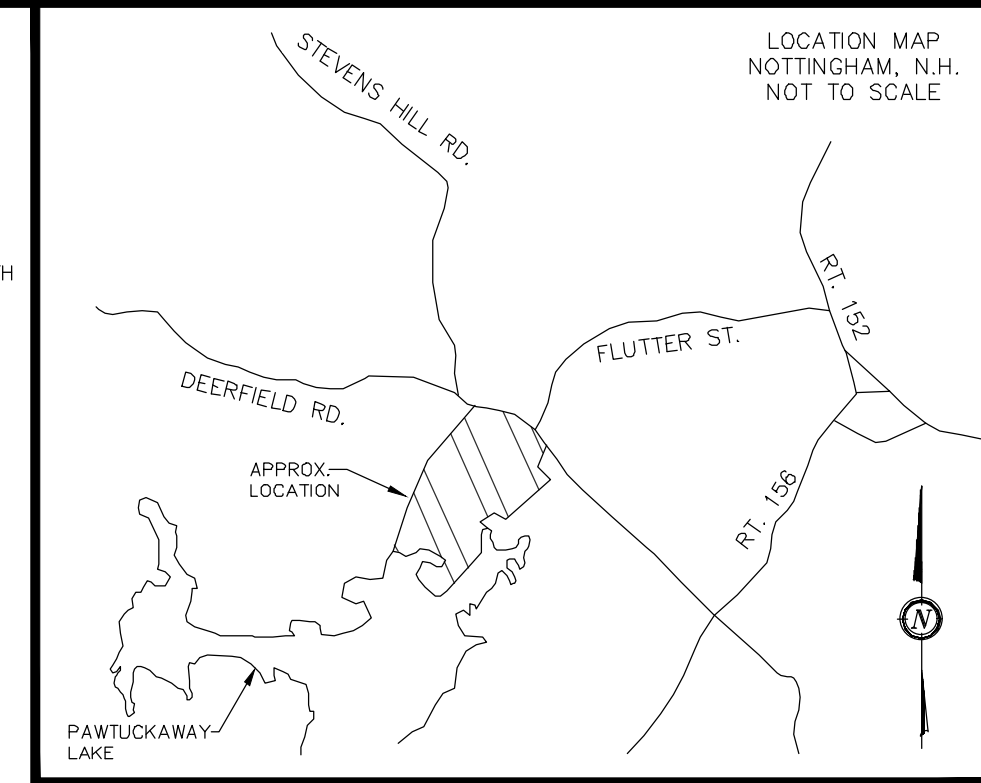 LOCATION MAP
NOTTINGHAM, N.H.
NOT TO SCALE
STEVENS HILL RD.
TH
RT. 152
FLUTTER ST.
DEERFIELD RD.
APPROX.
LOCATION
RT. 156
N
PAWTUCKAWAY
LAKE